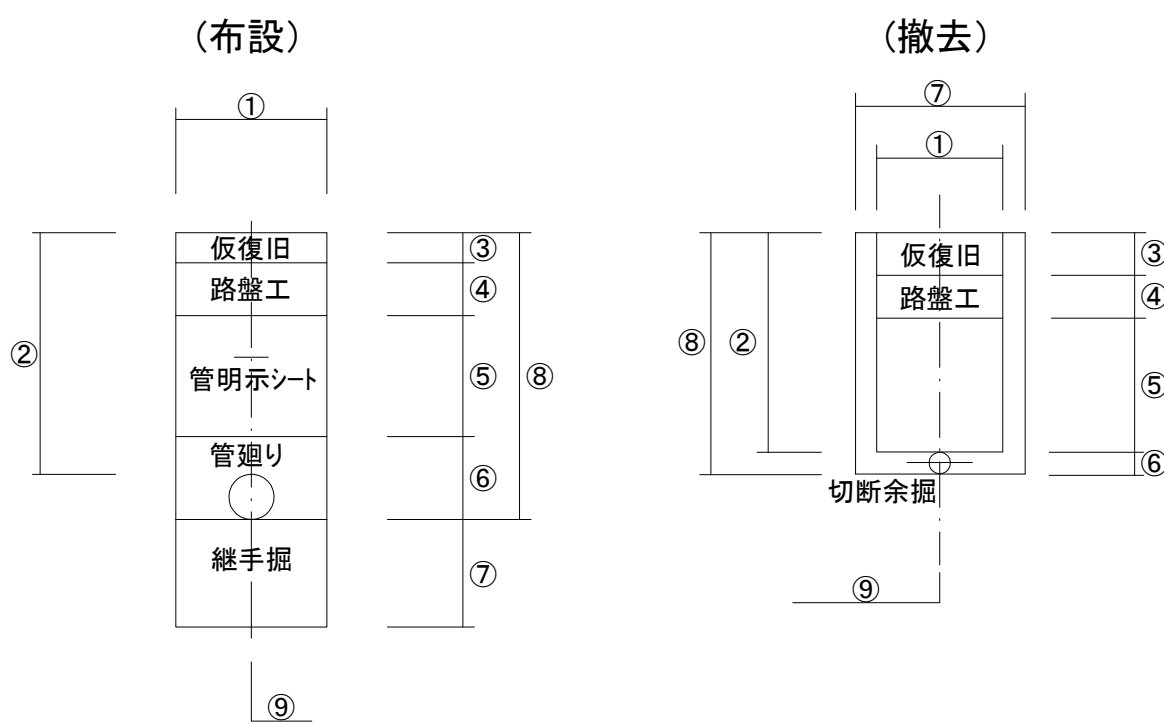 (布設)
①
仮復旧
③
路盤工
④
②
管明示シート
⑤
⑧
管廻り
⑥
継手掘
⑦
⑨
(撤去)
⑦
①
仮復旧
③
路盤工
④
⑧
②
⑤
⑥
切断余掘
⑨